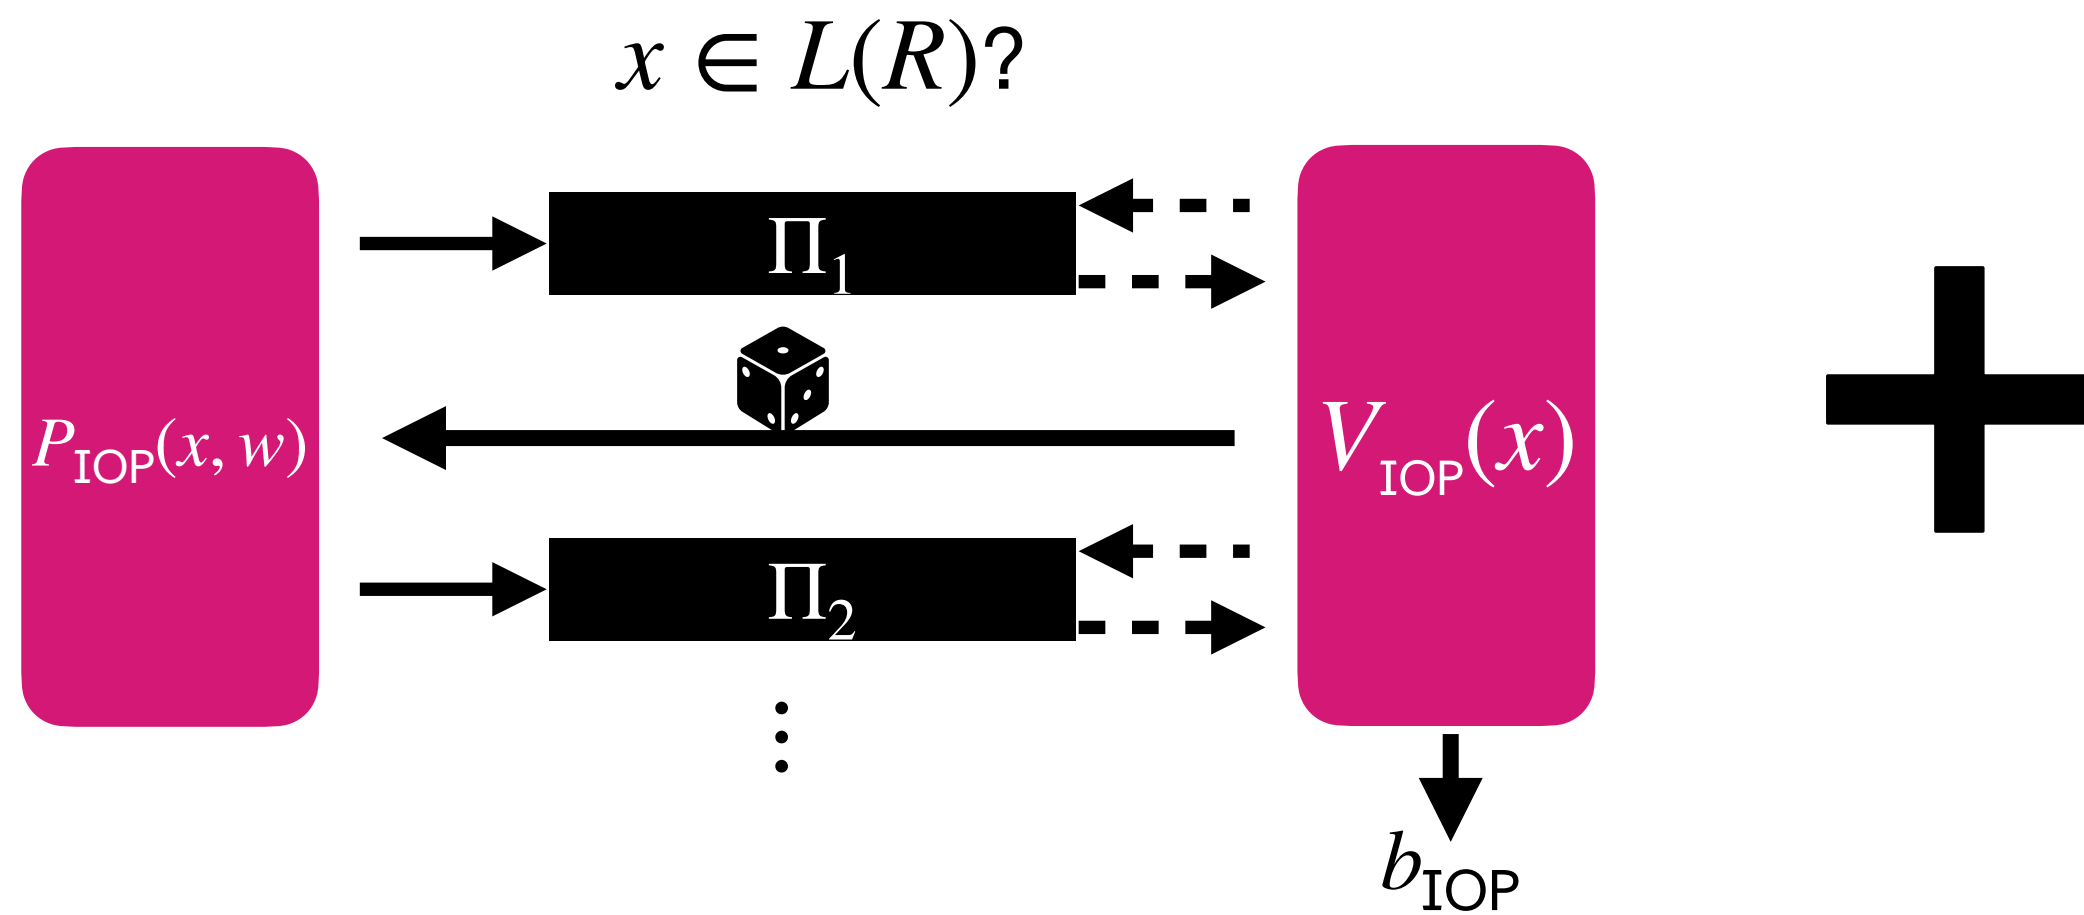 x ∈ L(R)?
Π₁
P_IOP(x, w)
V_IOP(x)
Π₂
⋮
b_IOP